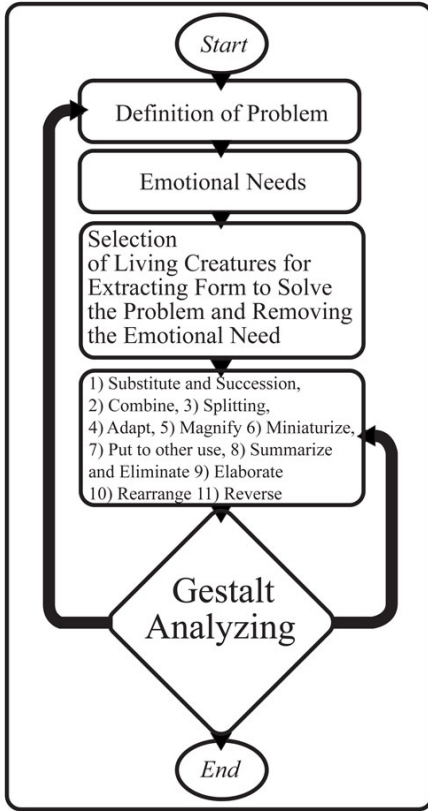 Start
Definition of Problem
Emotional Needs
Selection
of Living Creatures for
Extracting Form to Solve
the Problem and Removing
the Emotional Need
1) Substitute and Succession,
2) Combine, 3) Splitting,
4) Adapt, 5) Magnify 6) Miniaturize,
7) Put to other use, 8) Summarize
and Eliminate 9) Elaborate
10) Rearrange 11) Reverse
Gestalt
Analyzing
End